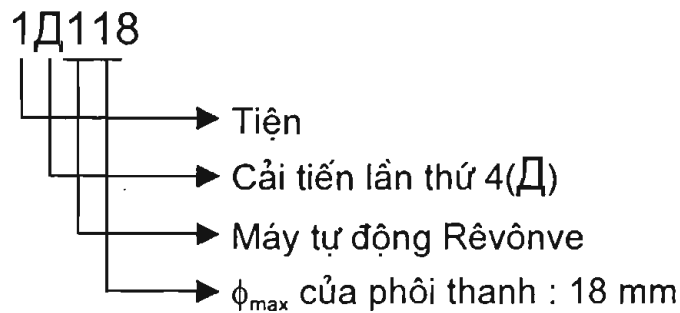 1Д118
Tiện
Cải tiến lần thứ 4(Д)
Máy tự động Rêvônve
ϕmax của phôi thanh : 18 mm